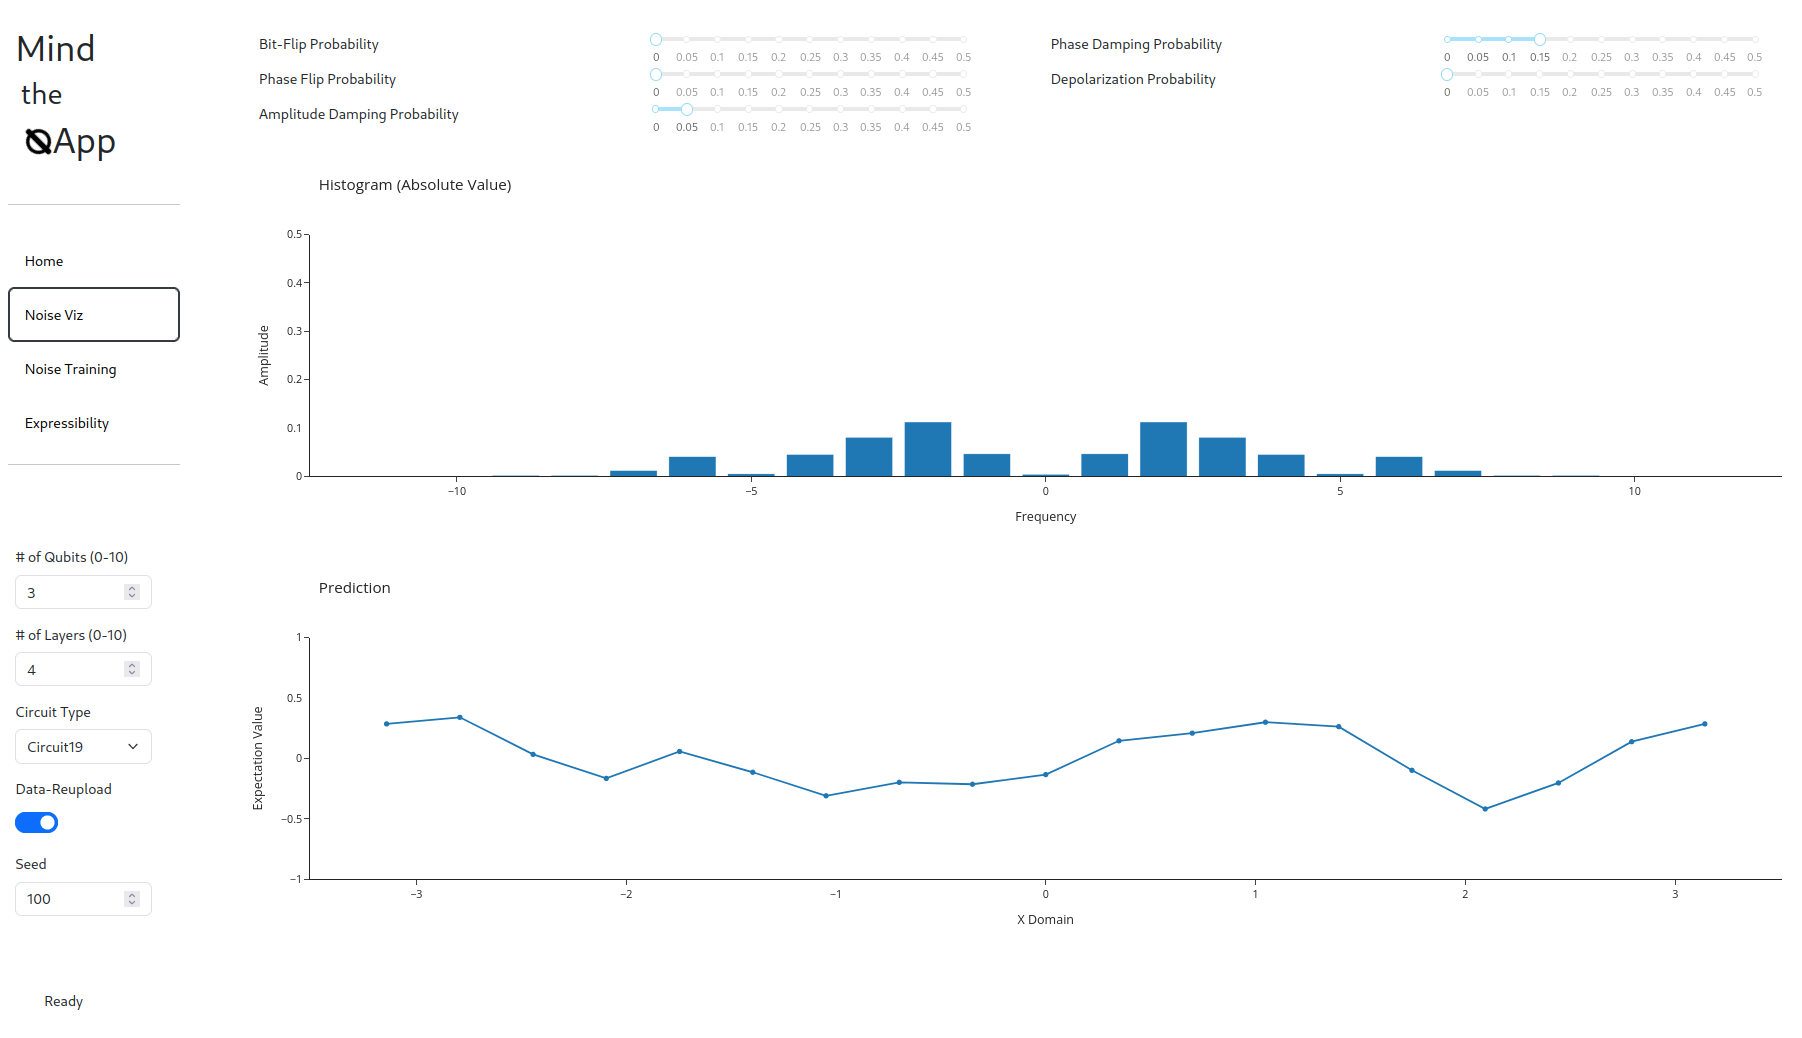 Mind
the
QApp
Home
Noise Viz
Noise Training
Expressibility
# of Qubits (0-10)
3
# of Layers (0-10)
4
Circuit Type
Circuit19
Data-Reupload
Seed
100
Ready
Bit-Flip Probability
0 0.05 0.1 0.15 0.2 0.25 0.3 0.35 0.4 0.45 0.5
Phase Flip Probability
0 0.05 0.1 0.15 0.2 0.25 0.3 0.35 0.4 0.45 0.5
Amplitude Damping Probability
0 0.05 0.1 0.15 0.2 0.25 0.3 0.35 0.4 0.45 0.5
Phase Damping Probability
0 0.05 0.1 0.15 0.2 0.25 0.3 0.35 0.4 0.45 0.5
Depolarization Probability
0 0.05 0.1 0.15 0.2 0.25 0.3 0.35 0.4 0.45 0.5
Histogram (Absolute Value)
Amplitude
0.5
0.4
0.3
0.2
0.1
0
−10 −5 0 5 10
Frequency
Prediction
Expectation Value
1
0.5
0
−0.5
−1
−3 −2 −1 0 1 2 3
X Domain